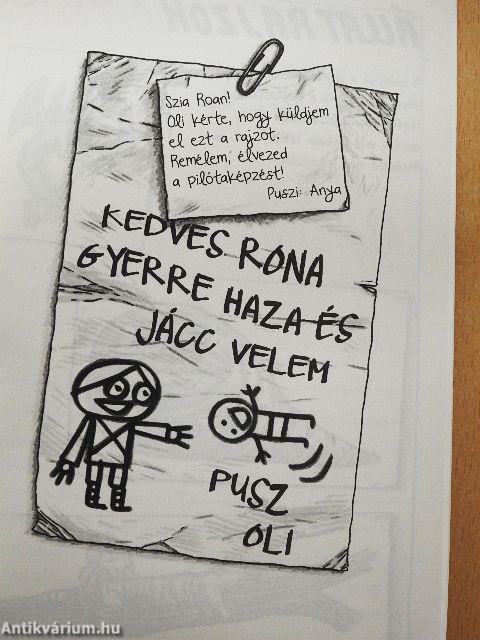 ÁLLATRAJZOK
Szia Roan!
Oli kérte, hogy küldjem
el ezt a rajzot.
Remélem, élvezed
a pilótaképzést!
Puszi: Anya
KEDVES RONA
GYERRE HAZA ÉS
JÁCC VELEM
PUSZ
OLI
Antikvárium.hu